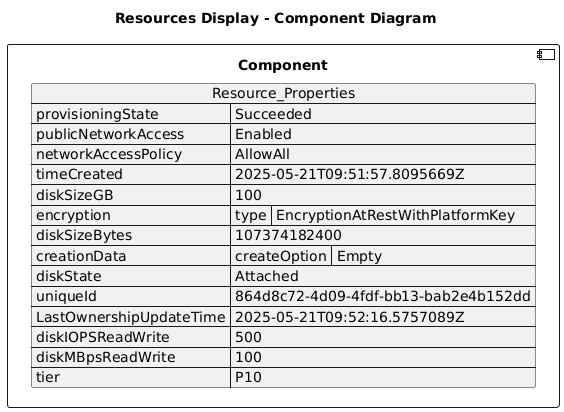 Resources Display - Component Diagram
Component
Resource_Properties
provisioningState Succeeded
publicNetworkAccess Enabled
networkAccessPolicy AllowAll
timeCreated 2025-05-21T09:51:57.8095669Z
diskSizeGB 100
encryption type EncryptionAtRestWithPlatformKey
diskSizeBytes 107374182400
creationData createOption Empty
diskState Attached
uniqueId 864d8c72-4d09-4fdf-bb13-bab2e4b152dd
LastOwnershipUpdateTime 2025-05-21T09:52:16.5757089Z
diskIOPSReadWrite 500
diskMBpsReadWrite 100
tier P10